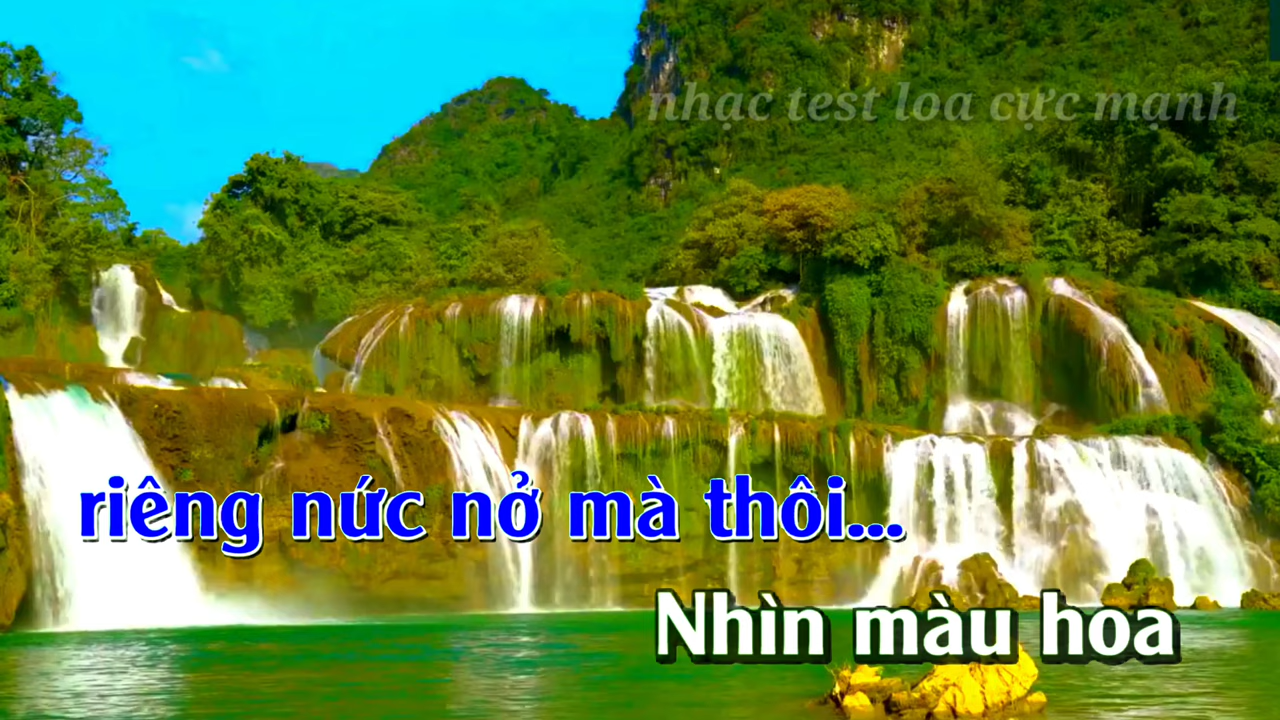 nhạc test loa cực mạnh
riêng nức nở mà thôi...
Nhìn màu hoa